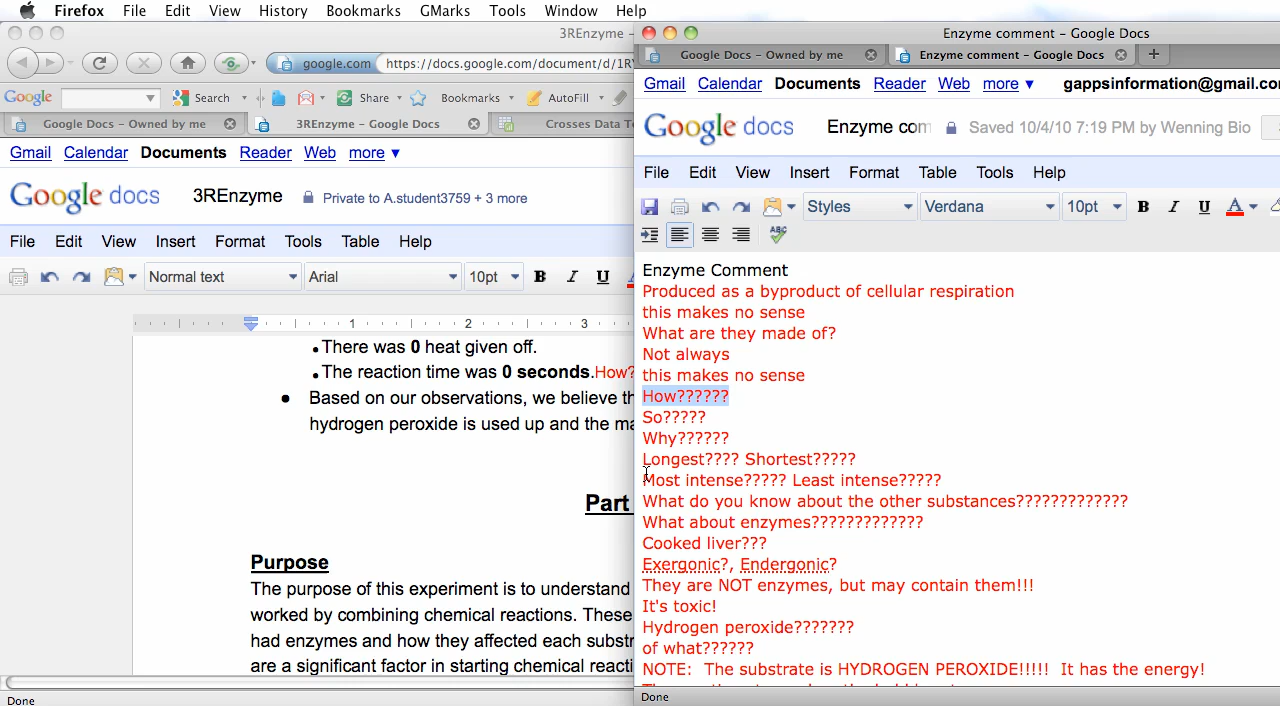 Firefox File Edit View History Bookmarks GMarks Tools Window Help
3REnzyme -
google.com https://docs.google.com/document/d/1R
Google Search Share Bookmarks AutoFill
Google Docs - Owned by me 3REnzyme - Google Docs Crosses Data T
Gmail Calendar Documents Reader Web more ▼
Google docs 3REnzyme Private to A.student3759 + 3 more
File Edit View Insert Format Tools Table Help
Normal text Arial 10pt B I U
1 2 3
There was 0 heat given off.
The reaction time was 0 seconds.How?
Based on our observations, we believe th
hydrogen peroxide is used up and the ma
Part
Purpose
The purpose of this experiment is to understand
worked by combining chemical reactions. These
had enzymes and how they affected each substr
are a significant factor in starting chemical reacti
Done
Enzyme comment - Google Docs
Google Docs - Owned by me Enzyme comment - Google Docs +
Gmail Calendar Documents Reader Web more ▼ gappsinformation@gmail.co
Google docs Enzyme com Saved 10/4/10 7:19 PM by Wenning Bio
File Edit View Insert Format Table Tools Help
Styles Verdana 10pt B I U A
ABC
Enzyme Comment
Produced as a byproduct of cellular respiration
this makes no sense
What are they made of?
Not always
this makes no sense
How??????
So?????
Why??????
Longest???? Shortest?????
Most intense????? Least intense?????
What do you know about the other substances?????????????
What about enzymes?????????????
Cooked liver???
Exergonic?, Endergonic?
They are NOT enzymes, but may contain them!!!
It's toxic!
Hydrogen peroxide???????
of what??????
NOTE:  The substrate is HYDROGEN PEROXIDE!!!!!  It has the energy!
Done